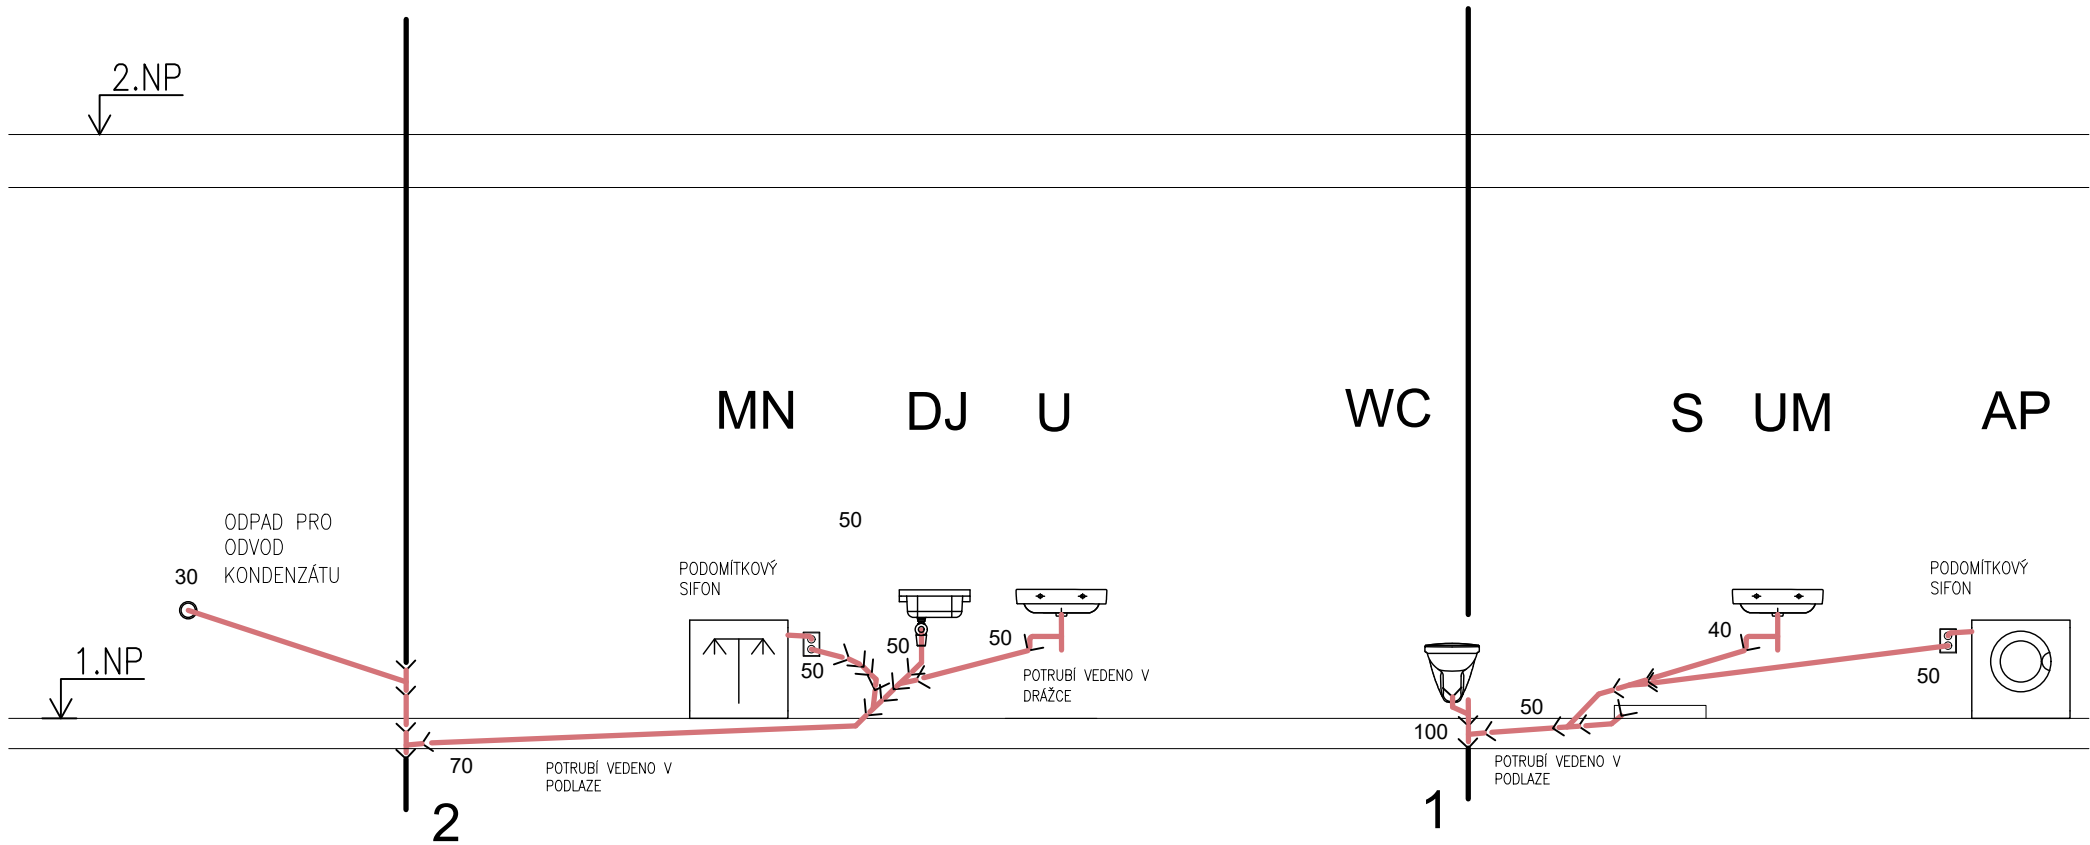 2.NP
MN DJ U WC S UM AP
50
ODPAD PRO
ODVOD
KONDENZÁTU
30
PODOMÍTKOVÝ
SIFON
PODOMÍTKOVÝ
SIFON
50
50
50
40
50
1.NP
POTRUBÍ VEDENO V
DRÁŽCE
50
100
70
POTRUBÍ VEDENO V
PODLAZE
POTRUBÍ VEDENO V
PODLAZE
2
1